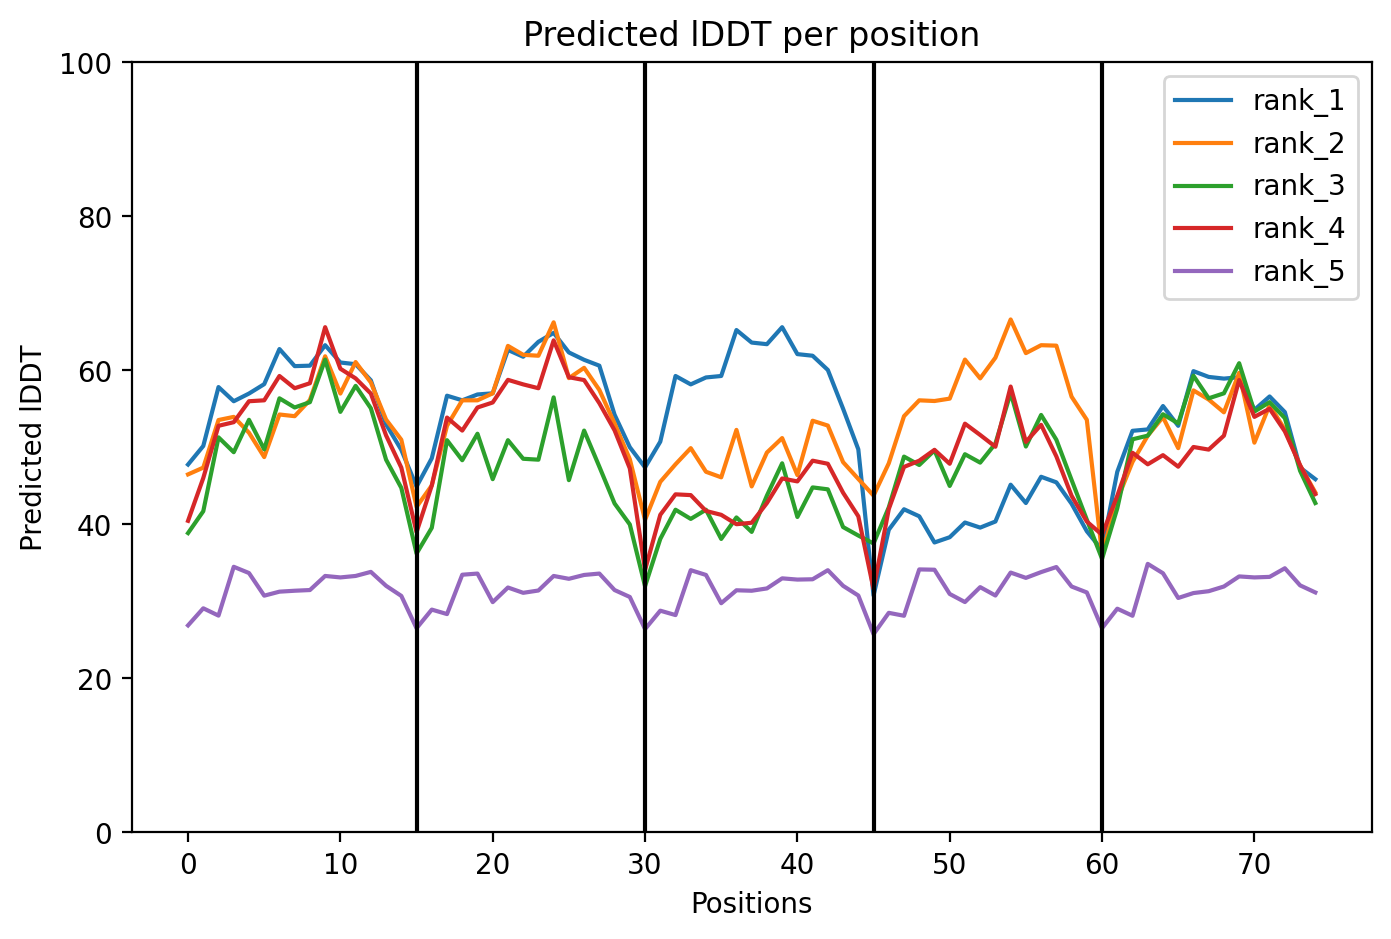 Predicted lDDT per position
100
80
60
40
20
0
Predicted lDDT
0 10 20 30 40 50 60 70
Positions
rank_1
rank_2
rank_3
rank_4
rank_5